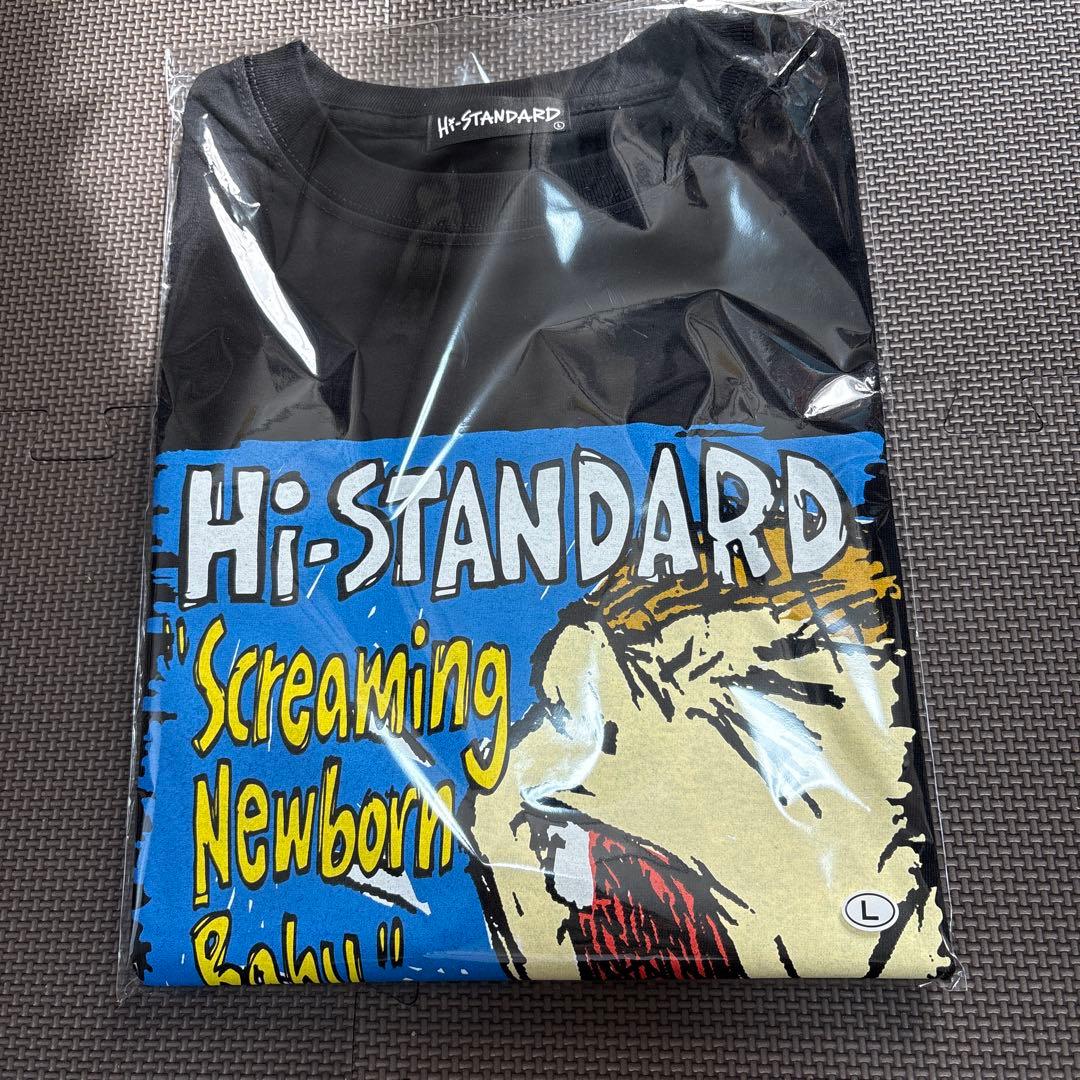 Hi-STANDARD
L
Hi-STANDARD
"Screaming
Newborn
Baby"
L